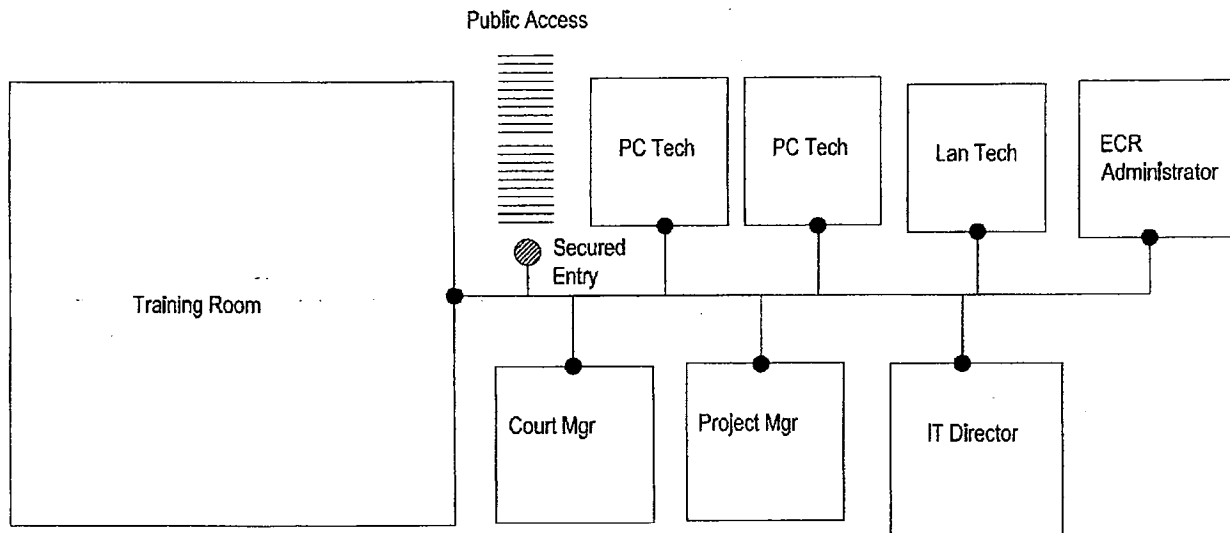 Public Access
PC Tech
PC Tech
Lan Tech
ECR
Administrator
Secured
Entry
Training Room
Court Mgr
Project Mgr
IT Director